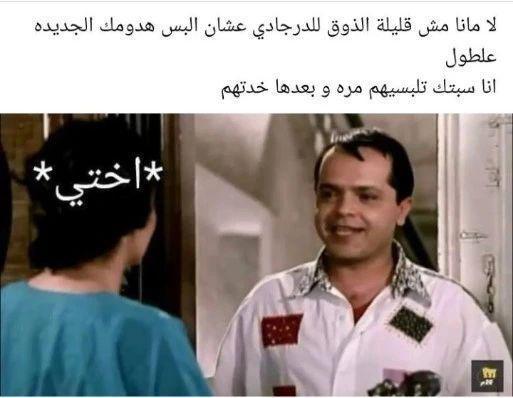 لا مانا مش قليلة الذوق للدرجادي عشان البس هدومك الجديده
علطول
انا سبتك تلبسيهم مره و بعدها خدتهم
*اختي*